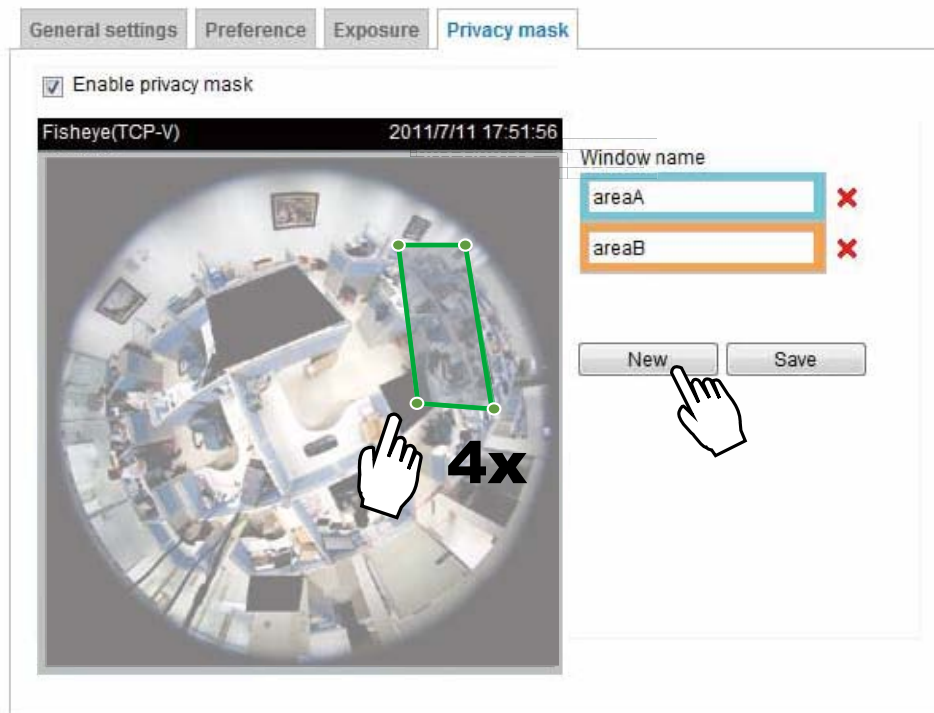 General settings Preference Exposure Privacy mask
Enable privacy mask
Fisheye(TCP-V) 2011/7/11 17:51:56
Window name
areaA
areaB
New Save
4x